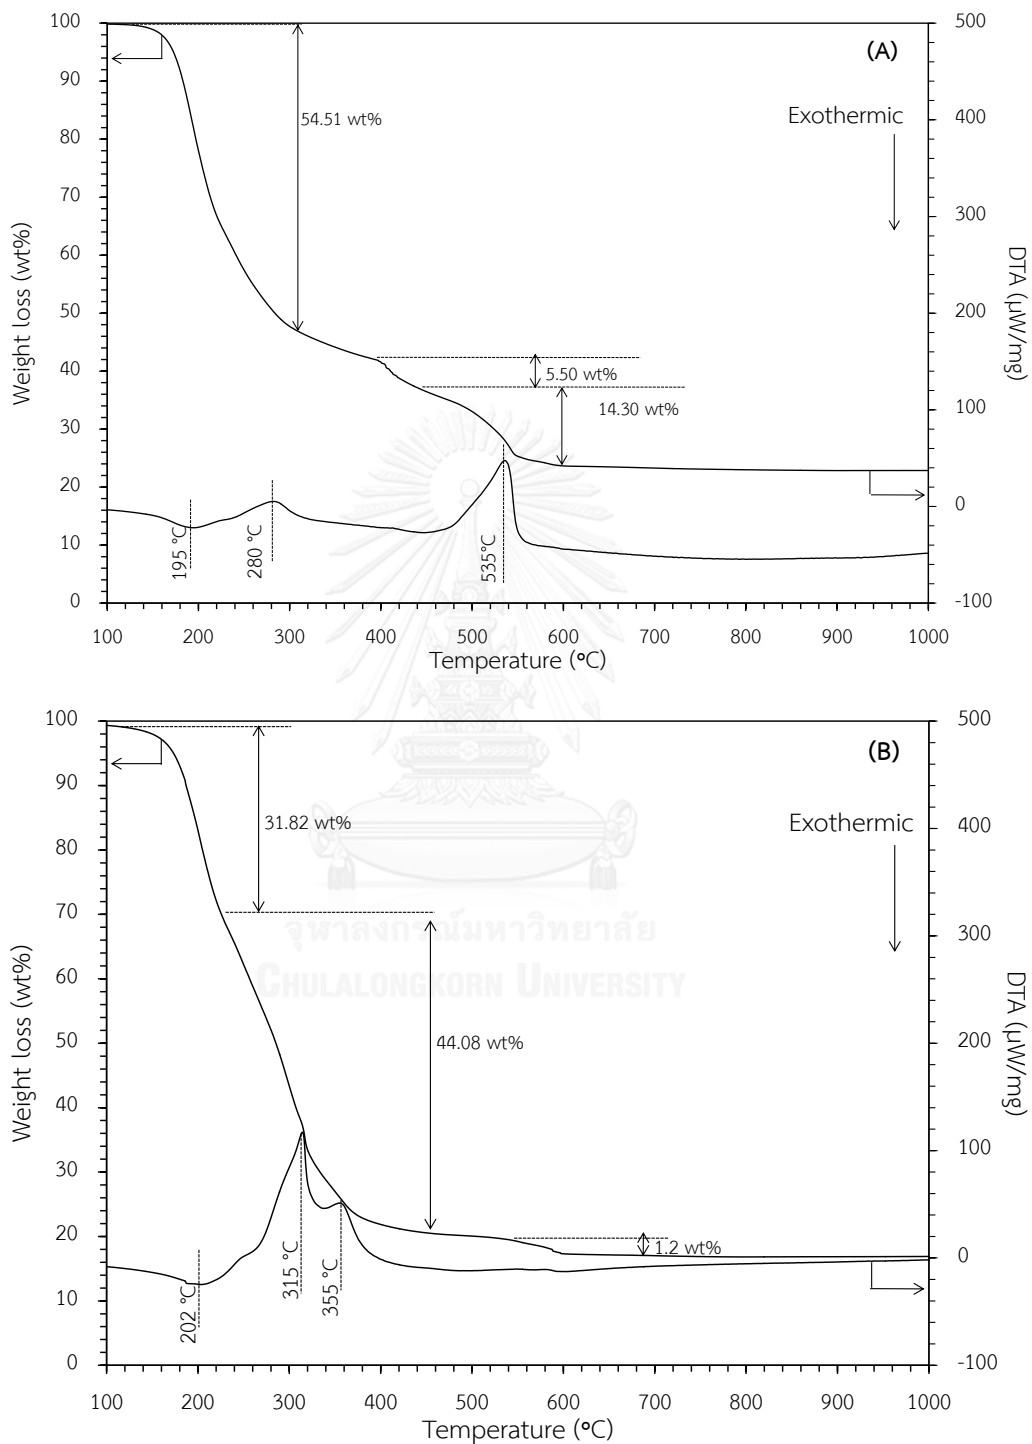 100
500
(A)
90
400
54.51 wt%
Exothermic
80
70
300
60
Weight loss (wt%)
DTA (µW/mg)
50
200
40
5.50 wt%
100
14.30 wt%
30
20
0
195 °C
280 °C
535°C
10
0
-100
100 200 300 400 500 600 700 800 900 1000
Temperature (°C)
100
500
(B)
90
31.82 wt%
Exothermic
80
400
70
300
จุฬาลงกรณ์มหาวิทยาลัย
CHULALONGKORN UNIVERSITY
60
Weight loss (wt%)
DTA (µW/mg)
50
44.08 wt%
200
40
100
30
20
1.2 wt%
0
202 °C
315 °C
355 °C
10
0
-100
100 200 300 400 500 600 700 800 900 1000
Temperature (°C)